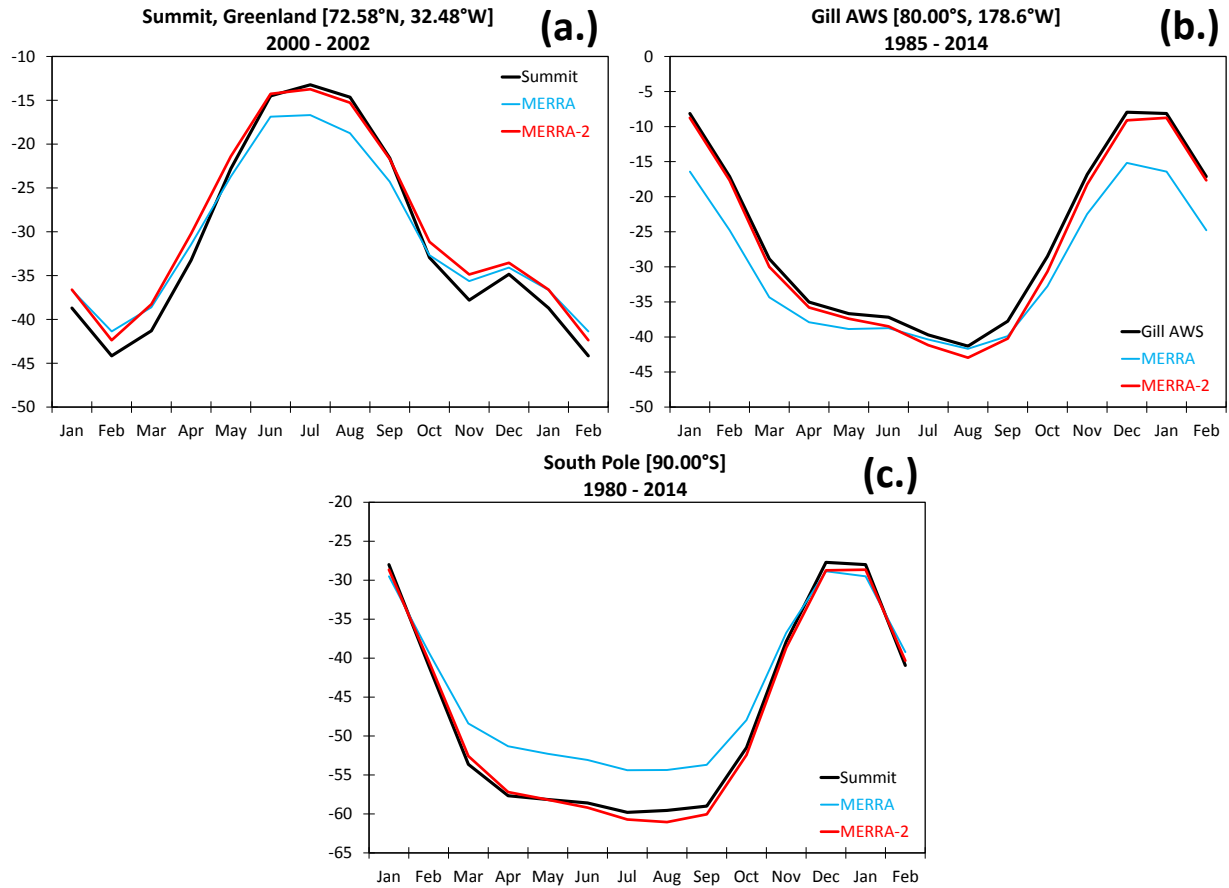 Summit, Greenland [72.58°N, 32.48°W]
2000 - 2002
(a.)
-10
-15
-20
-25
-30
-35
-40
-45
-50
Summit
MERRA
MERRA-2
Jan Feb Mar Apr May Jun Jul Aug Sep Oct Nov Dec Jan Feb
Gill AWS [80.00°S, 178.6°W]
1985 - 2014
(b.)
0
-5
-10
-15
-20
-25
-30
-35
-40
-45
-50
Gill AWS
MERRA
MERRA-2
Jan Feb Mar Apr May Jun Jul Aug Sep Oct Nov Dec Jan Feb
South Pole [90.00°S]
1980 - 2014
(c.)
-20
-25
-30
-35
-40
-45
-50
-55
-60
-65
Summit
MERRA
MERRA-2
Jan Feb Mar Apr May Jun Jul Aug Sep Oct Nov Dec Jan Feb